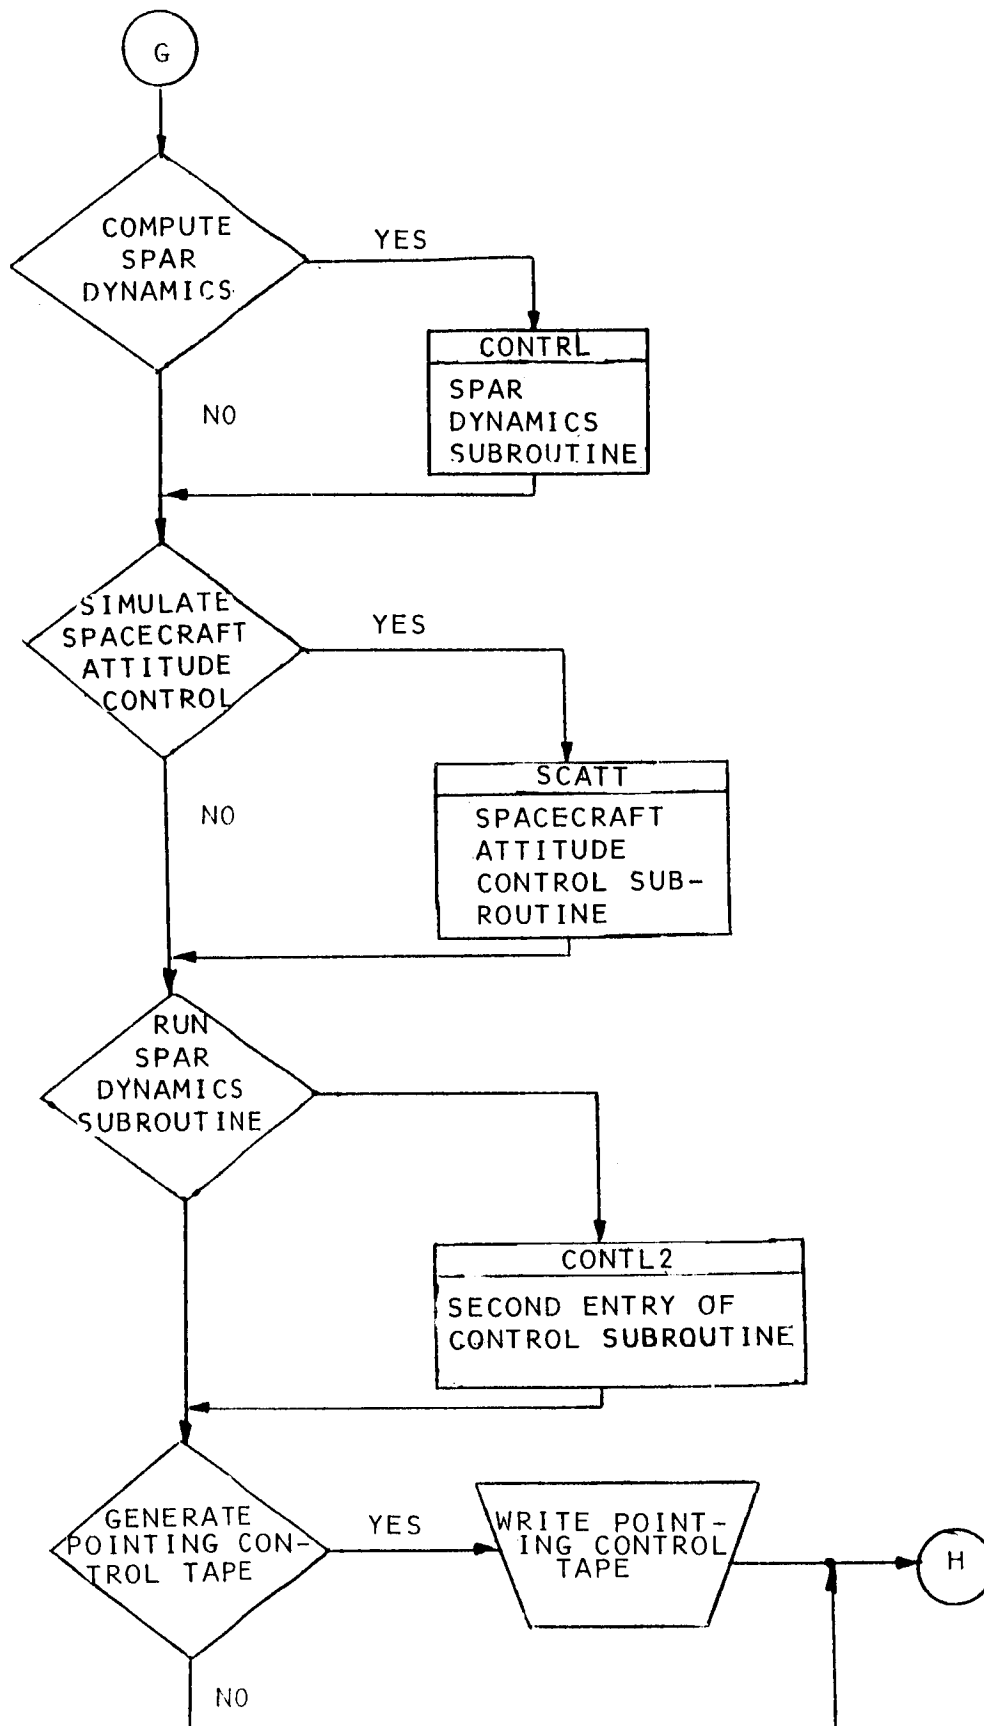 G
COMPUTE
SPAR
DYNAMICS
YES
CONTRL
SPAR
DYNAMICS
SUBROUTINE
NO
SIMULATE
SPACECRAFT
ATTITUDE
CONTROL
YES
SCATT
SPACECRAFT
ATTITUDE
CONTROL SUB-
ROUTINE
NO
RUN
SPAR
DYNAMICS
SUBROUTINE
CONTL2
SECOND ENTRY OF
CONTROL SUBROUTINE
GENERATE
POINTING CON-
TROL TAPE
YES
WRITE POINT-
ING CONTROL
TAPE
H
NO